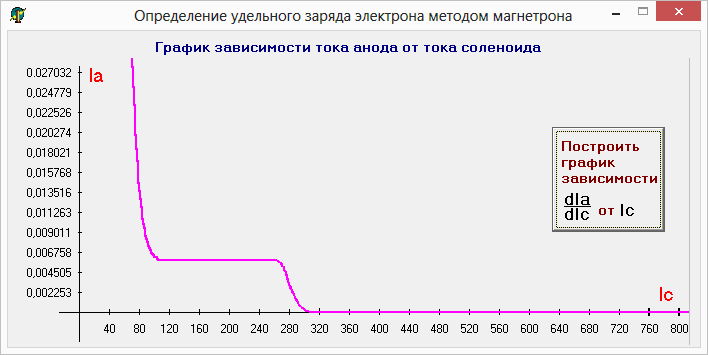 Определение удельного заряда электрона методом магнетрона
График зависимости тока анода от тока соленоида
Ia
0,027032
0,024779
0,022526
0,020274
0,018021
0,015768
0,013516
0,011263
0,009011
0,006758
0,004505
0,002253
Построить
график
зависимости
dIa
dIc от Ic
Ic
40 80 120 160 200 240 280 320 360 400 440 480 520 560 600 640 680 720 760 800